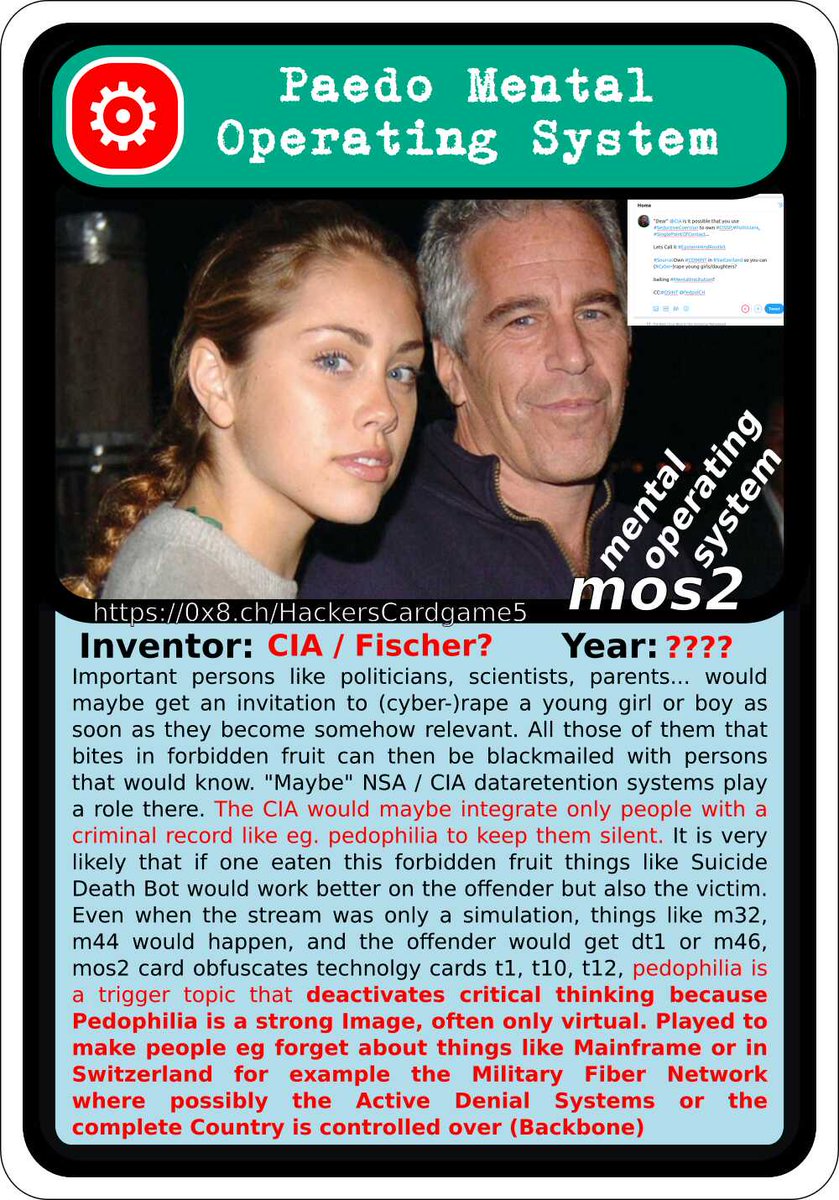 Paedo Mental
Operating System
Home
"Dear" @CIA is it possible that you use
mental
operating
system
mos2
https://0x8.ch/HackersCardgame5
Inventor: CIA / Fischer? Year: ????
Important persons like politicians, scientists, parents... would
maybe get an invitation to (cyber-)rape a young girl or boy as
soon as they become somehow relevant. All those of them that
bites in forbidden fruit can then be blackmailed with persons
that would know. "Maybe" NSA / CIA dataretention systems play
a role there. The CIA would maybe integrate only people with a
criminal record like eg. pedophilia to keep them silent. It is very
likely that if one eaten this forbidden fruit things like Suicide
Death Bot would work better on the offender but also the victim.
Even when the stream was only a simulation, things like m32,
m44 would happen, and the offender would get dt1 or m46,
mos2 card obfuscates technolgy cards t1, t10, t12, pedophilia is
a trigger topic that deactivates critical thinking because
Pedophilia is a strong Image, often only virtual. Played to
make people eg forget about things like Mainframe or in
Switzerland for example the Military Fiber Network
where possibly the Active Denial Systems or the
complete Country is controlled over (Backbone)